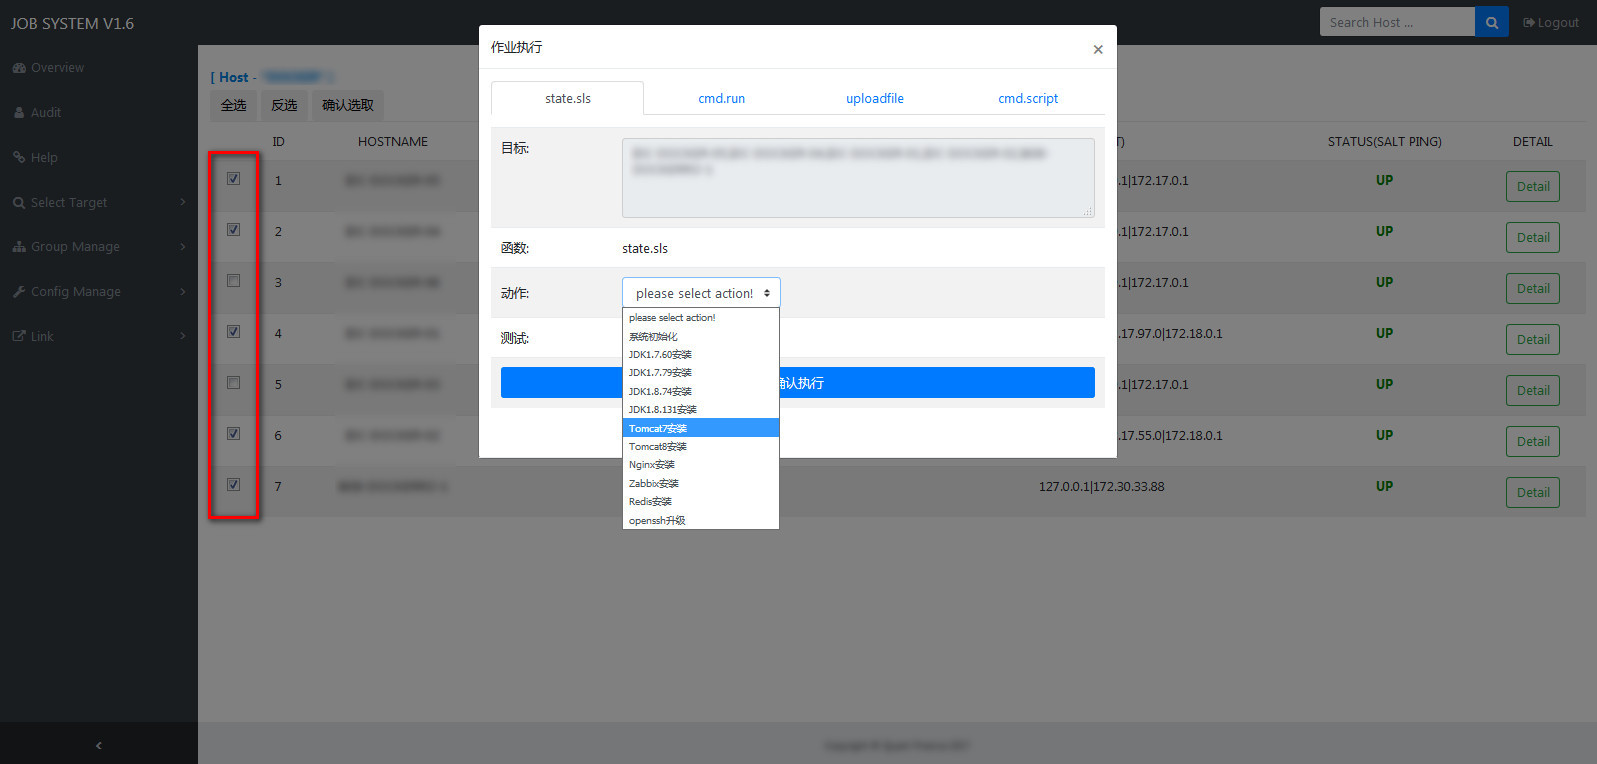 JOB SYSTEM V1.6
Search Host ...
Logout
Overview
Audit
Help
Select Target
Group Manage
Config Manage
Link
[ Host -
全选 反选 确认选取
ID HOSTNAME T) STATUS(SALT PING) DETAIL
1 .1|172.17.0.1 UP Detail
2 .1|172.17.0.1 UP Detail
3 .1|172.17.0.1 UP Detail
4 .17.97.0|172.18.0.1 UP Detail
5 .1|172.17.0.1 UP Detail
6 .17.55.0|172.18.0.1 UP Detail
7 127.0.0.1|172.30.33.88 UP Detail
作业执行 ×
state.sls cmd.run uploadfile cmd.script
目标:
函数: state.sls
动作: please select action!
please select action!
系统初始化
JDK1.7.60安装
JDK1.7.79安装
JDK1.8.74安装
JDK1.8.131安装
Tomcat7安装
Tomcat8安装
Nginx安装
Zabbix安装
Redis安装
openssh升级
测试:
确认执行